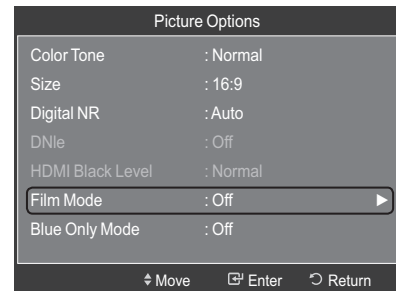 Picture Options
Color Tone : Normal
Size : 16:9
Digital NR : Auto
DNIe : Off
HDMI Black Level : Normal
Film Mode : Off
Blue Only Mode : Off
Move Enter Return